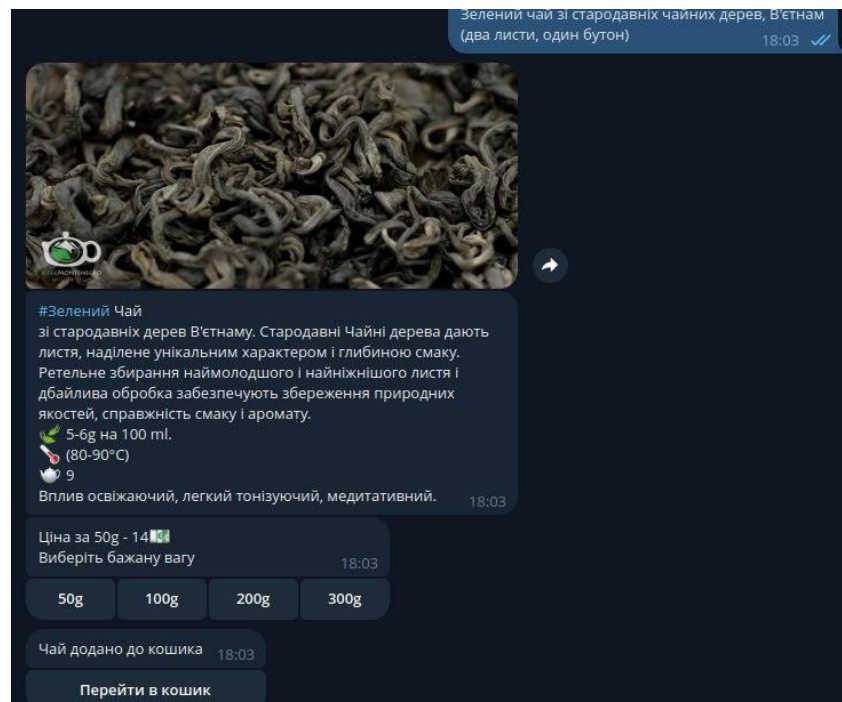 Зелений чай зі стародавніх чайних дерев, В'єтнам
(два листи, один бутон)
18:03
MONTENEGRO
#Зелений Чай
зі стародавніх дерев В'єтнаму. Стародавні Чайні дерева дають
листя, наділене унікальним характером і глибиною смаку.
Ретельне збирання наймолодшого і найніжнішого листя і
дбайлива обробка забезпечують збереження природних
якостей, справжність смаку і аромату.
🌿 5-6g на 100 ml.
🌡️ (80-90°C)
🫖 9
Вплив освіжаючий, легкий тонізуючий, медитативний.
18:03
Ціна за 50g - 14💵
Виберіть бажану вагу
18:03
50g 100g 200g 300g
Чай додано до кошика
18:03
Перейти в кошик